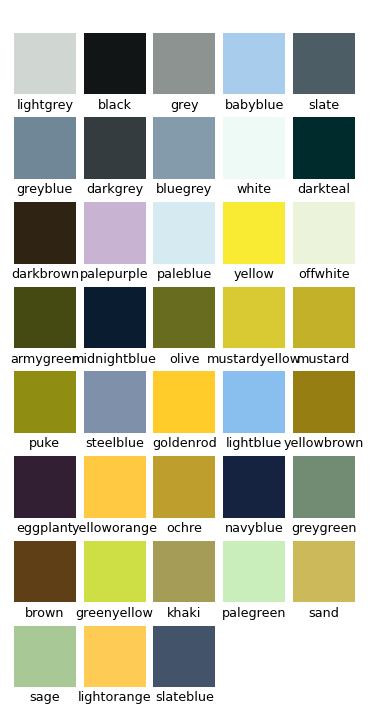 lightgrey black grey babyblue slate
greyblue darkgrey bluegrey white darkteal
darkbrown palepurple paleblue yellow offwhite
armygreen midnightblue olive mustardyellow mustard
puke steelblue goldenrod lightblue yellowbrown
eggplant yelloworange ochre navyblue greygreen
brown greenyellow khaki palegreen sand
sage lightorange slateblue